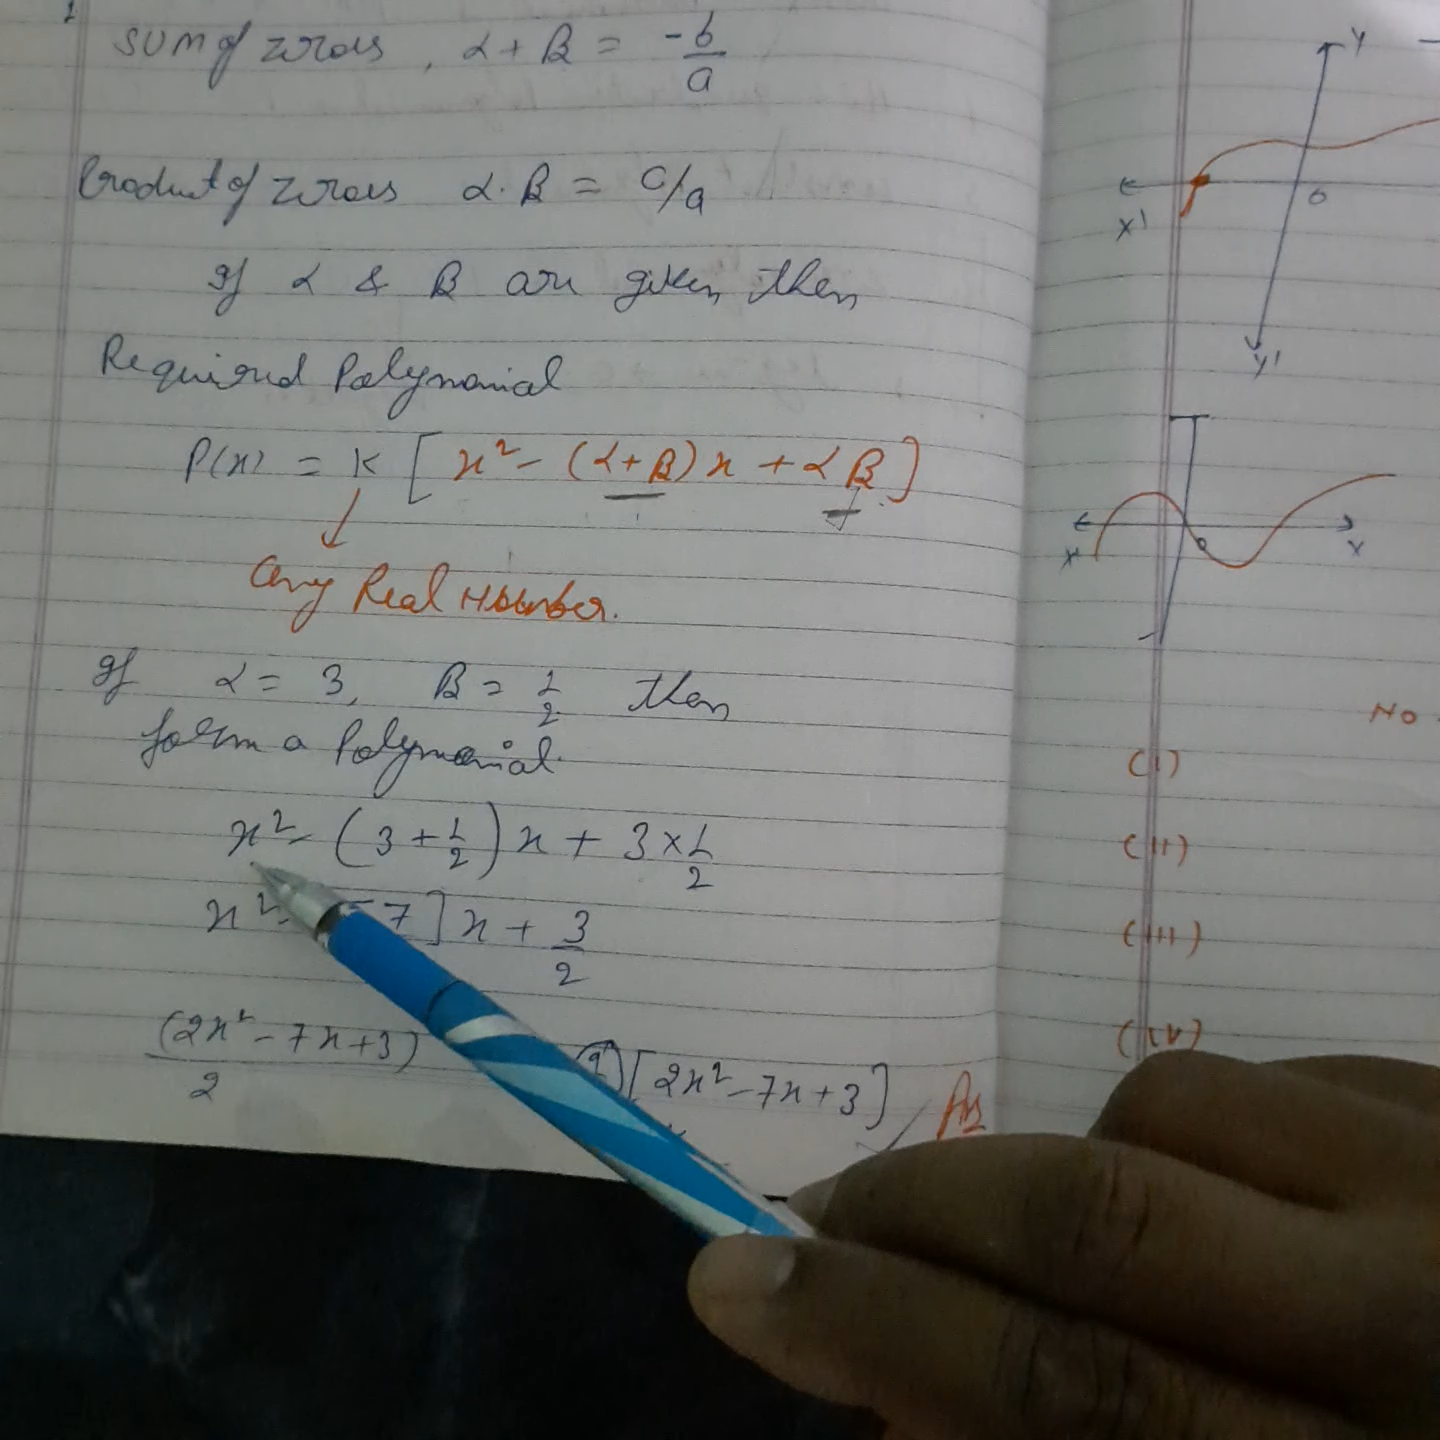 Sum of zeroes, α + β = -b/a
Product of zeroes α·β = c/a
If α & β are given then
Required Polynomial
P(x) = K [x² - (α+β)x + αβ]
Any Real Number.
If α = 3, β = 1/2 then
form a Polynomial
x² - (3 + 1/2)x + 3 × 1/2
x² - 7]x + 3/2
(2x² - 7x + 3)/2
[2x² - 7x + 3]
Y
X'
O
Y'
X'
O
X
No
(I)
(II)
(III)
(IV)